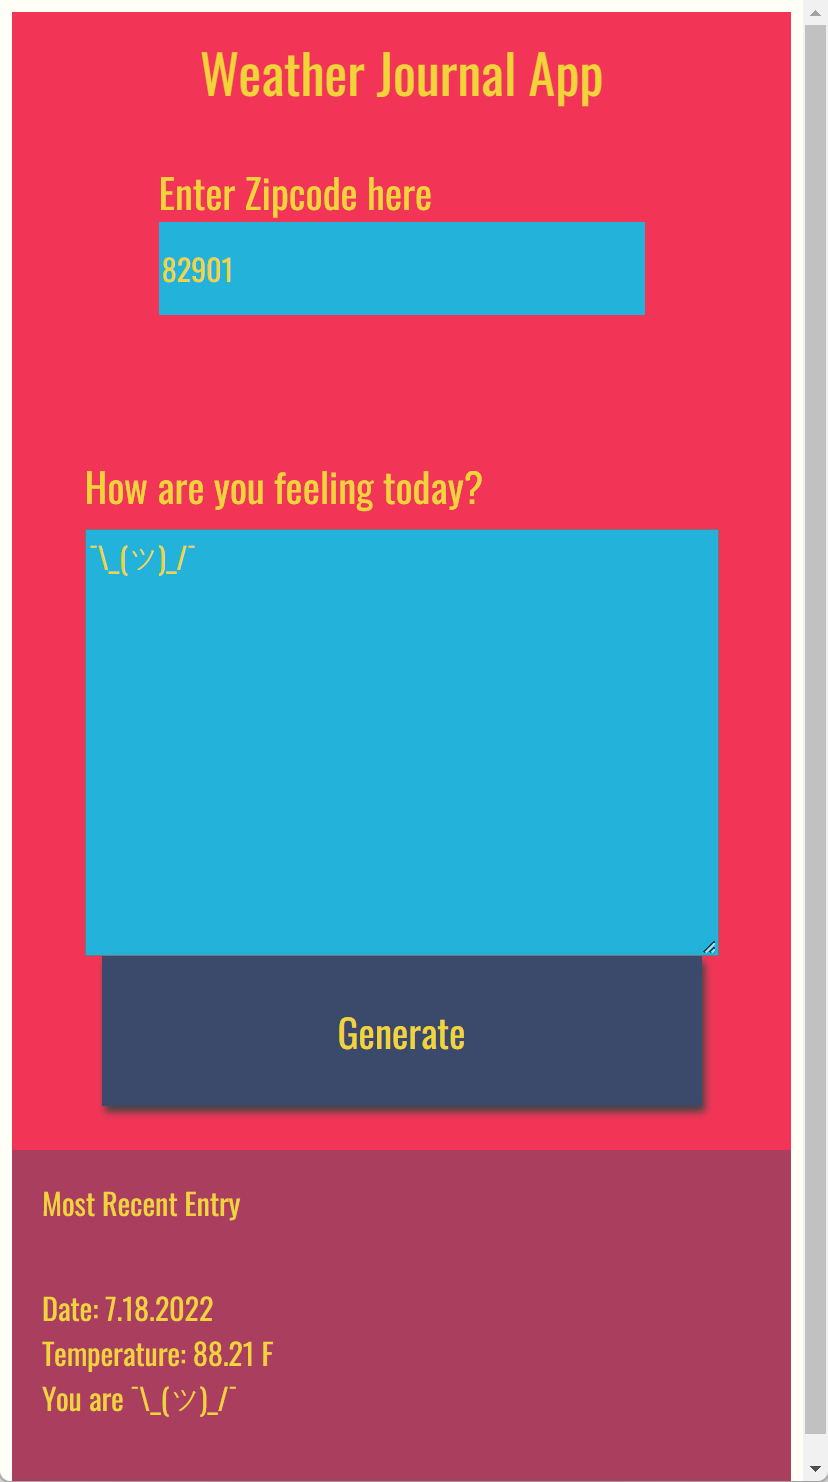 Weather Journal App
Enter Zipcode here
82901
How are you feeling today?
¯\_(ツ)_/¯
Generate
Most Recent Entry
Date: 7.18.2022
Temperature: 88.21 F
You are ¯\_(ツ)_/¯